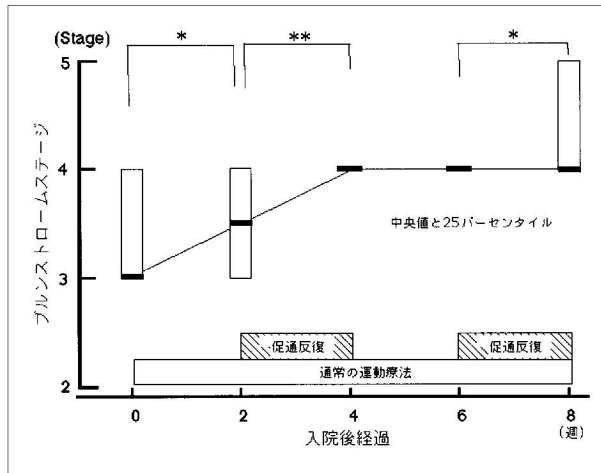 (Stage)
* ** *
5
4
3
2
ブルンストロームステージ
中央値と25パーセンタイル
促通反復 促通反復
通常の運動療法
0 2 4 6 8
(週)
入院後経過